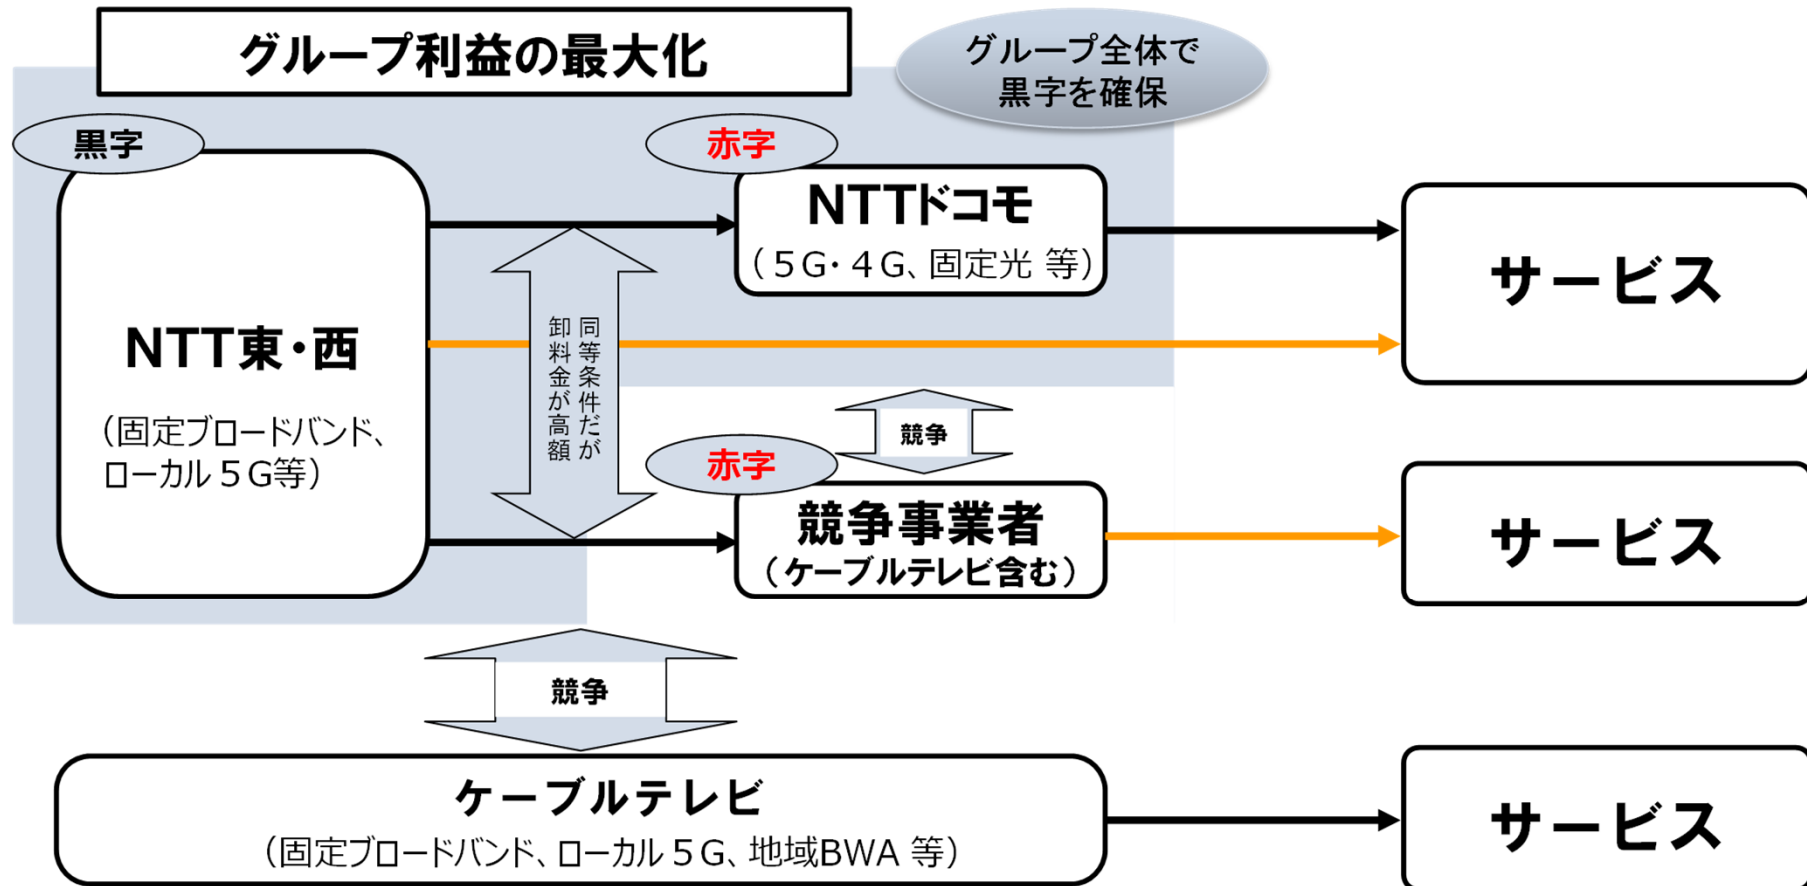 グループ利益の最大化
グループ全体で
黒字を確保
黒字
赤字
NTTドコモ
（５G・４G、固定光 等）
サービス
NTT東・西
（固定ブロードバンド、
ローカル５G等）
同等条件だが
卸料金が高額
競争
赤字
競争事業者
（ケーブルテレビ含む）
サービス
競争
ケーブルテレビ
（固定ブロードバンド、ローカル５G、地域BWA 等）
サービス